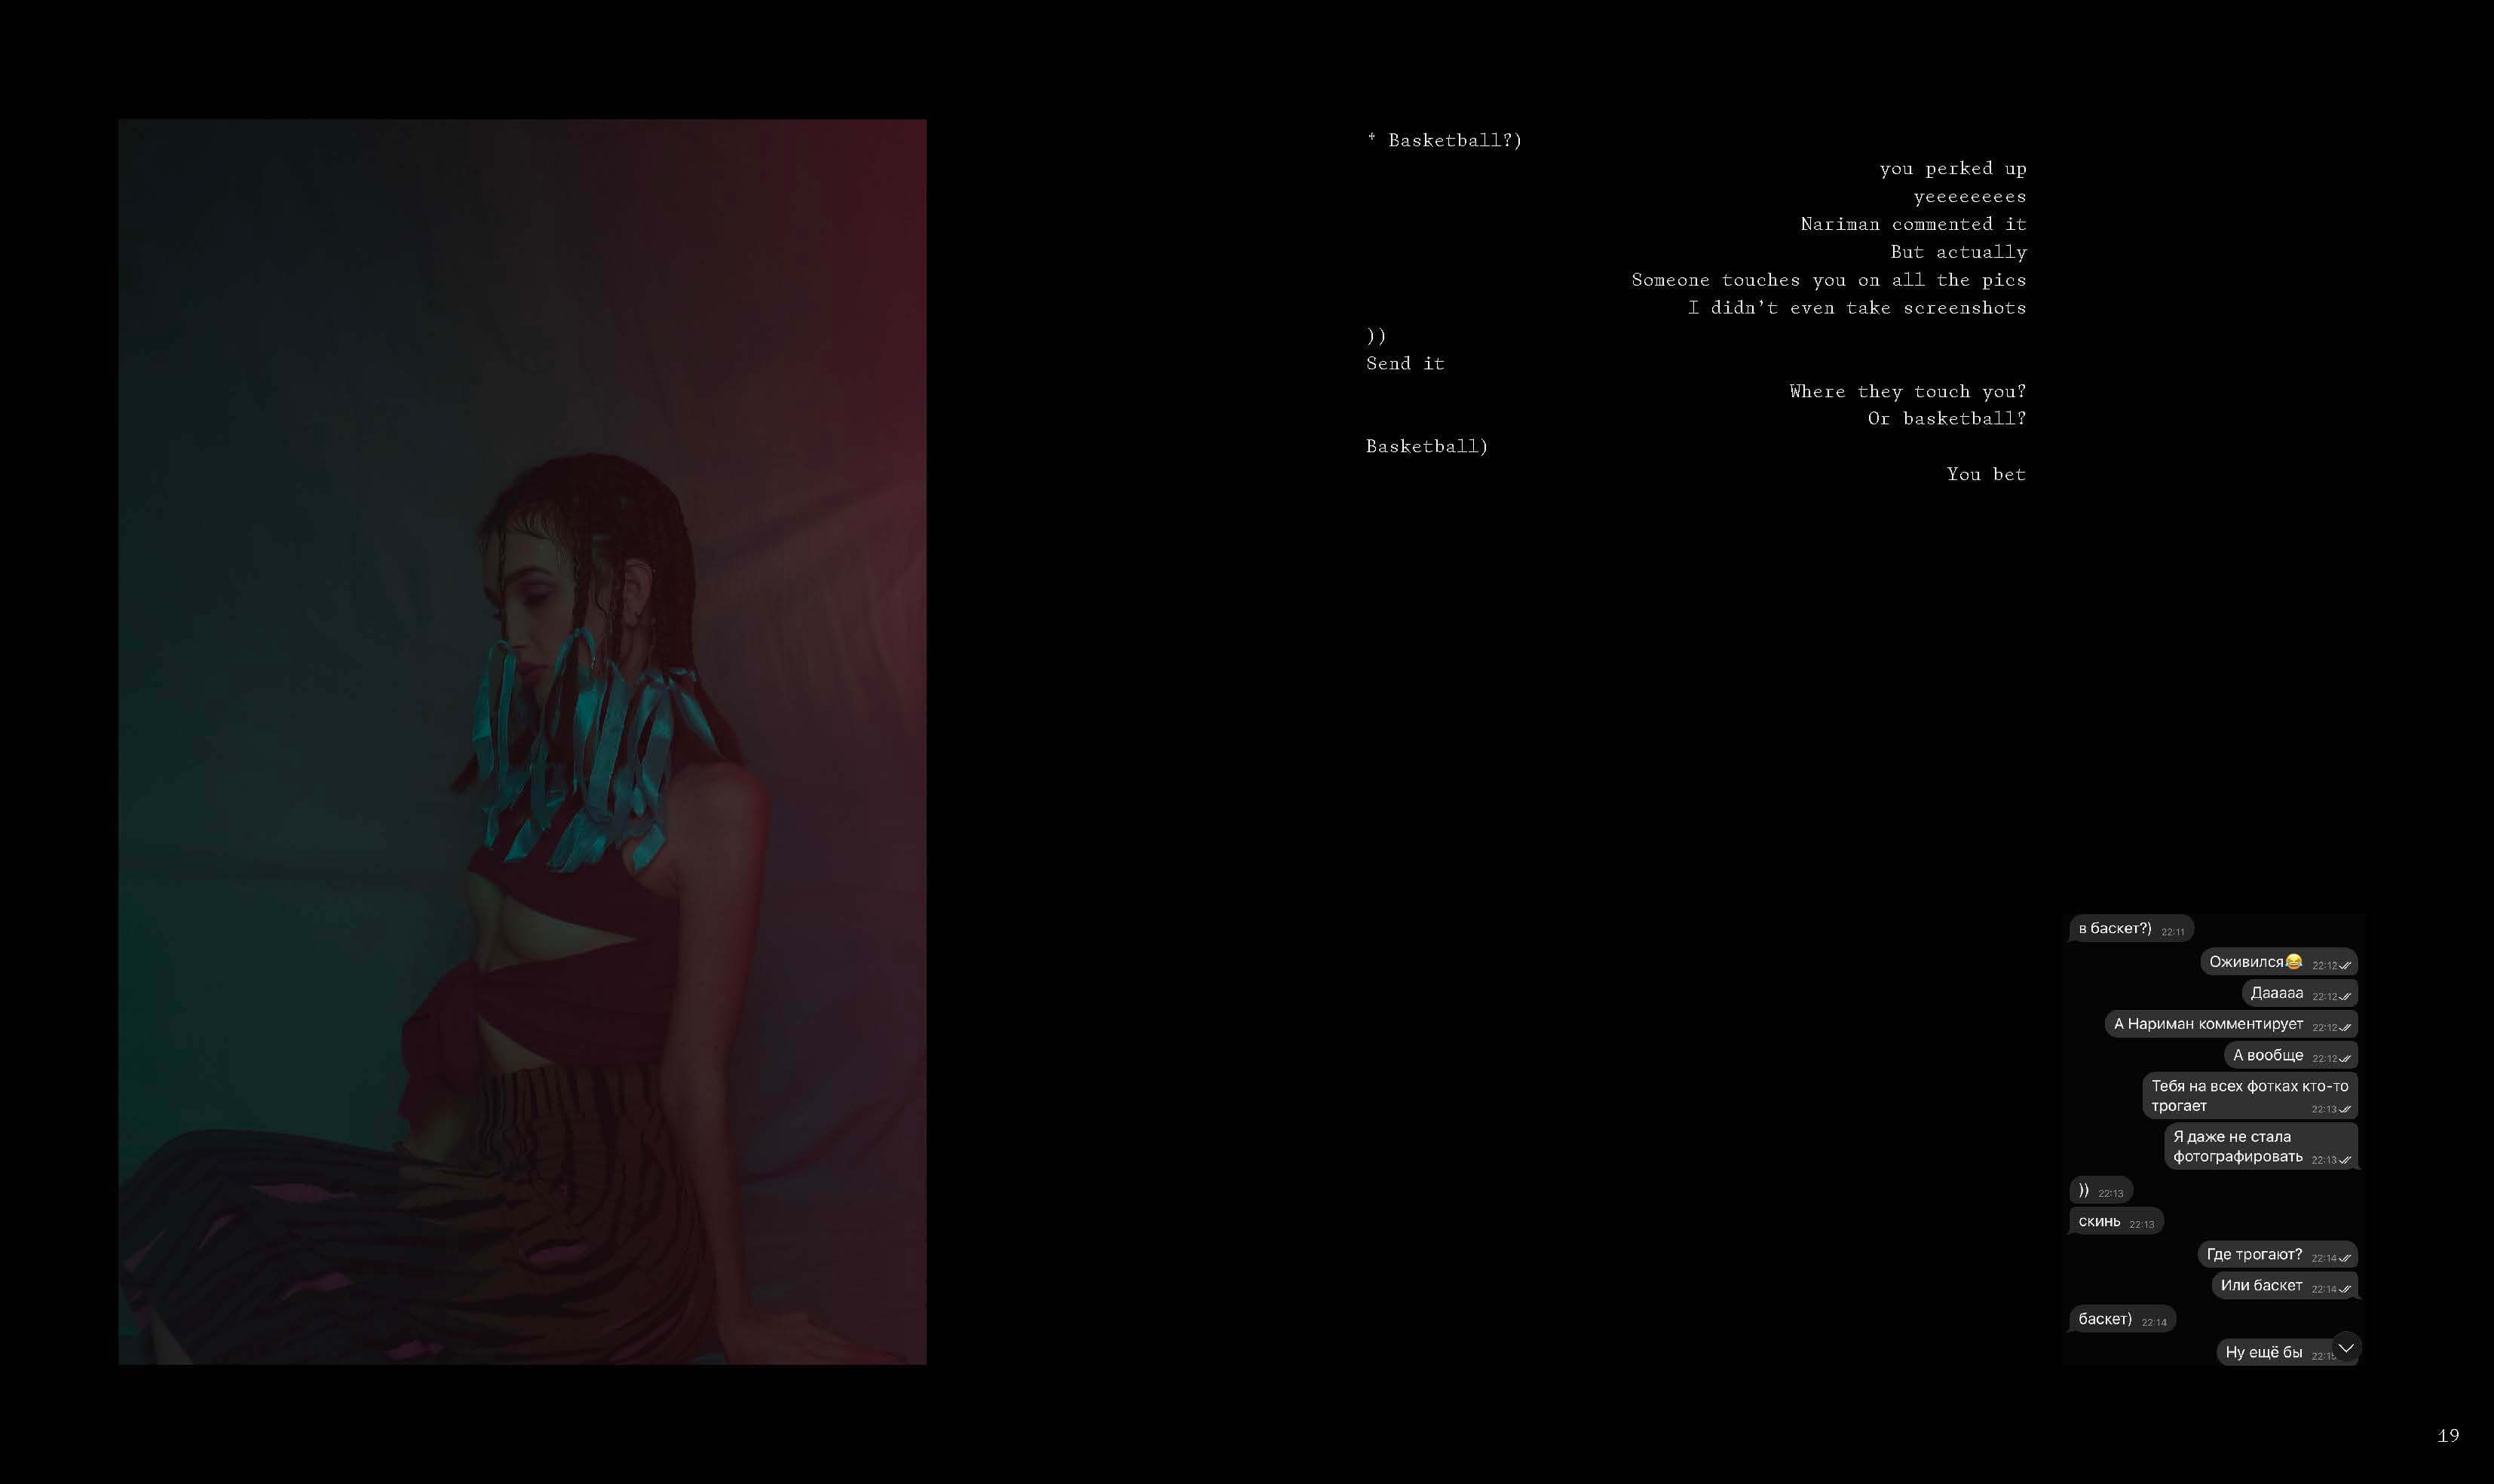 * Basketball?)
you perked up
yeeeeeeees
Nariman commented it
But actually
Someone touches you on all the pics
I didn't even take screenshots
))
Send it
Where they touch you?
Or basketball?
Basketball)
You bet
в баскет?) 22:11
Оживился😂 22:12
Дааааа 22:12
А Нариман комментирует 22:12
А вообще 22:12
Тебя на всех фотках кто-то
трогает 22:13
Я даже не стала
фотографировать 22:13
)) 22:13
скинь 22:13
Где трогают? 22:14
Или баскет 22:14
баскет) 22:14
Ну ещё бы
19